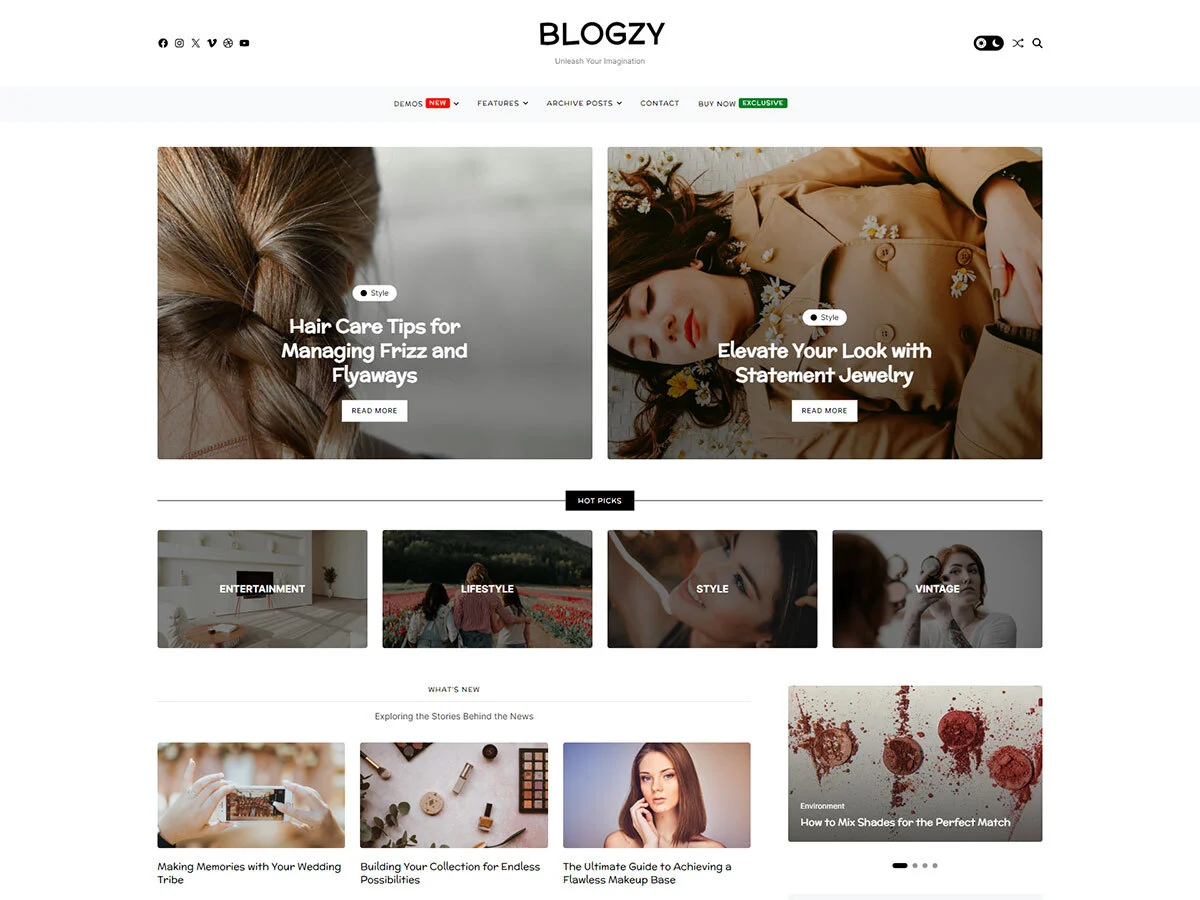 BLOGZY
Unleash Your Imagination
DEMOS NEW FEATURES ARCHIVE POSTS CONTACT BUY NOW EXCLUSIVE
Style
Hair Care Tips for
Managing Frizz and
Flyaways
READ MORE
Style
Elevate Your Look with
Statement Jewelry
READ MORE
HOT PICKS
ENTERTAINMENT
LIFESTYLE
STYLE
VINTAGE
WHAT'S NEW
Exploring the Stories Behind the News
Making Memories with Your Wedding
Tribe
Building Your Collection for Endless
Possibilities
The Ultimate Guide to Achieving a
Flawless Makeup Base
Environment
How to Mix Shades for the Perfect Match